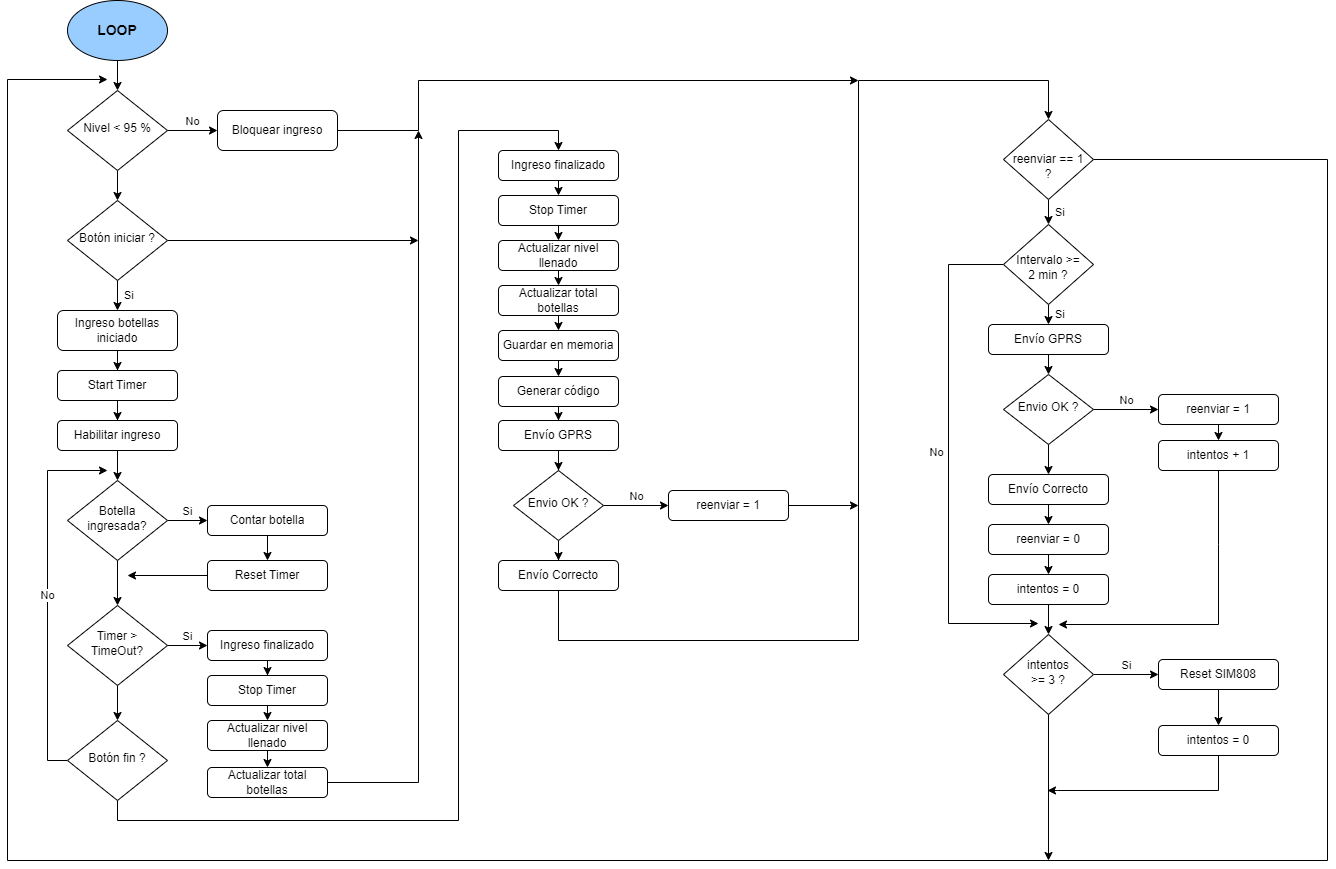 LOOP
Nivel < 95 %
No
Bloquear ingreso
Botón iniciar ?
Si
Ingreso botellas
iniciado
Start Timer
Habilitar ingreso
Botella
ingresada?
Si
Contar botella
Reset Timer
No
Timer >
TimeOut?
Si
Ingreso finalizado
Stop Timer
Actualizar nivel
llenado
Actualizar total
botellas
Botón fin ?
Ingreso finalizado
Stop Timer
Actualizar nivel
llenado
Actualizar total
botellas
Guardar en memoria
Generar código
Envío GPRS
Envio OK ?
No
reenviar = 1
Envío Correcto
reenviar == 1
?
Si
Intervalo >=
2 min ?
Si
No
Envío GPRS
Envio OK ?
No
reenviar = 1
intentos + 1
Envío Correcto
reenviar = 0
intentos = 0
intentos
>= 3 ?
Si
Reset SIM808
intentos = 0